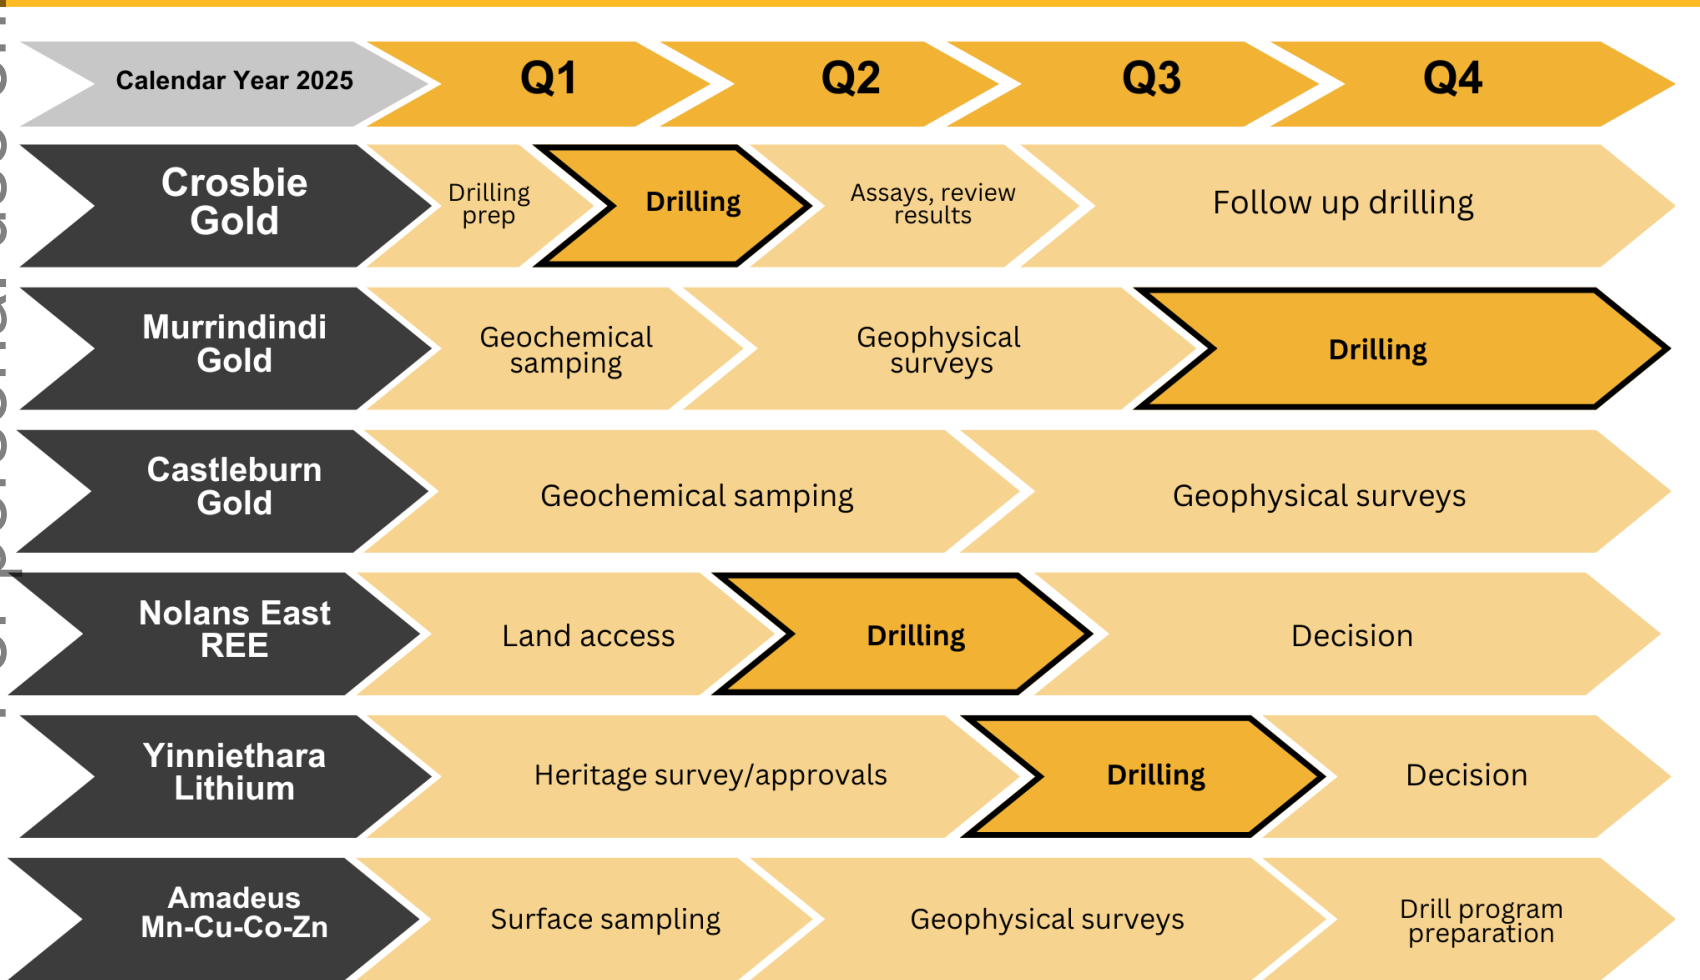 Calendar Year 2025
Q1
Q2
Q3
Q4
Crosbie
Gold
Drilling
prep
Drilling
Assays, review
results
Follow up drilling
Murrindindi
Gold
Geochemical
samping
Geophysical
surveys
Drilling
Castleburn
Gold
Geochemical samping
Geophysical surveys
Nolans East
REE
Land access
Drilling
Decision
Yinniethara
Lithium
Heritage survey/approvals
Drilling
Decision
Amadeus
Mn-Cu-Co-Zn
Surface sampling
Geophysical surveys
Drill program
preparation